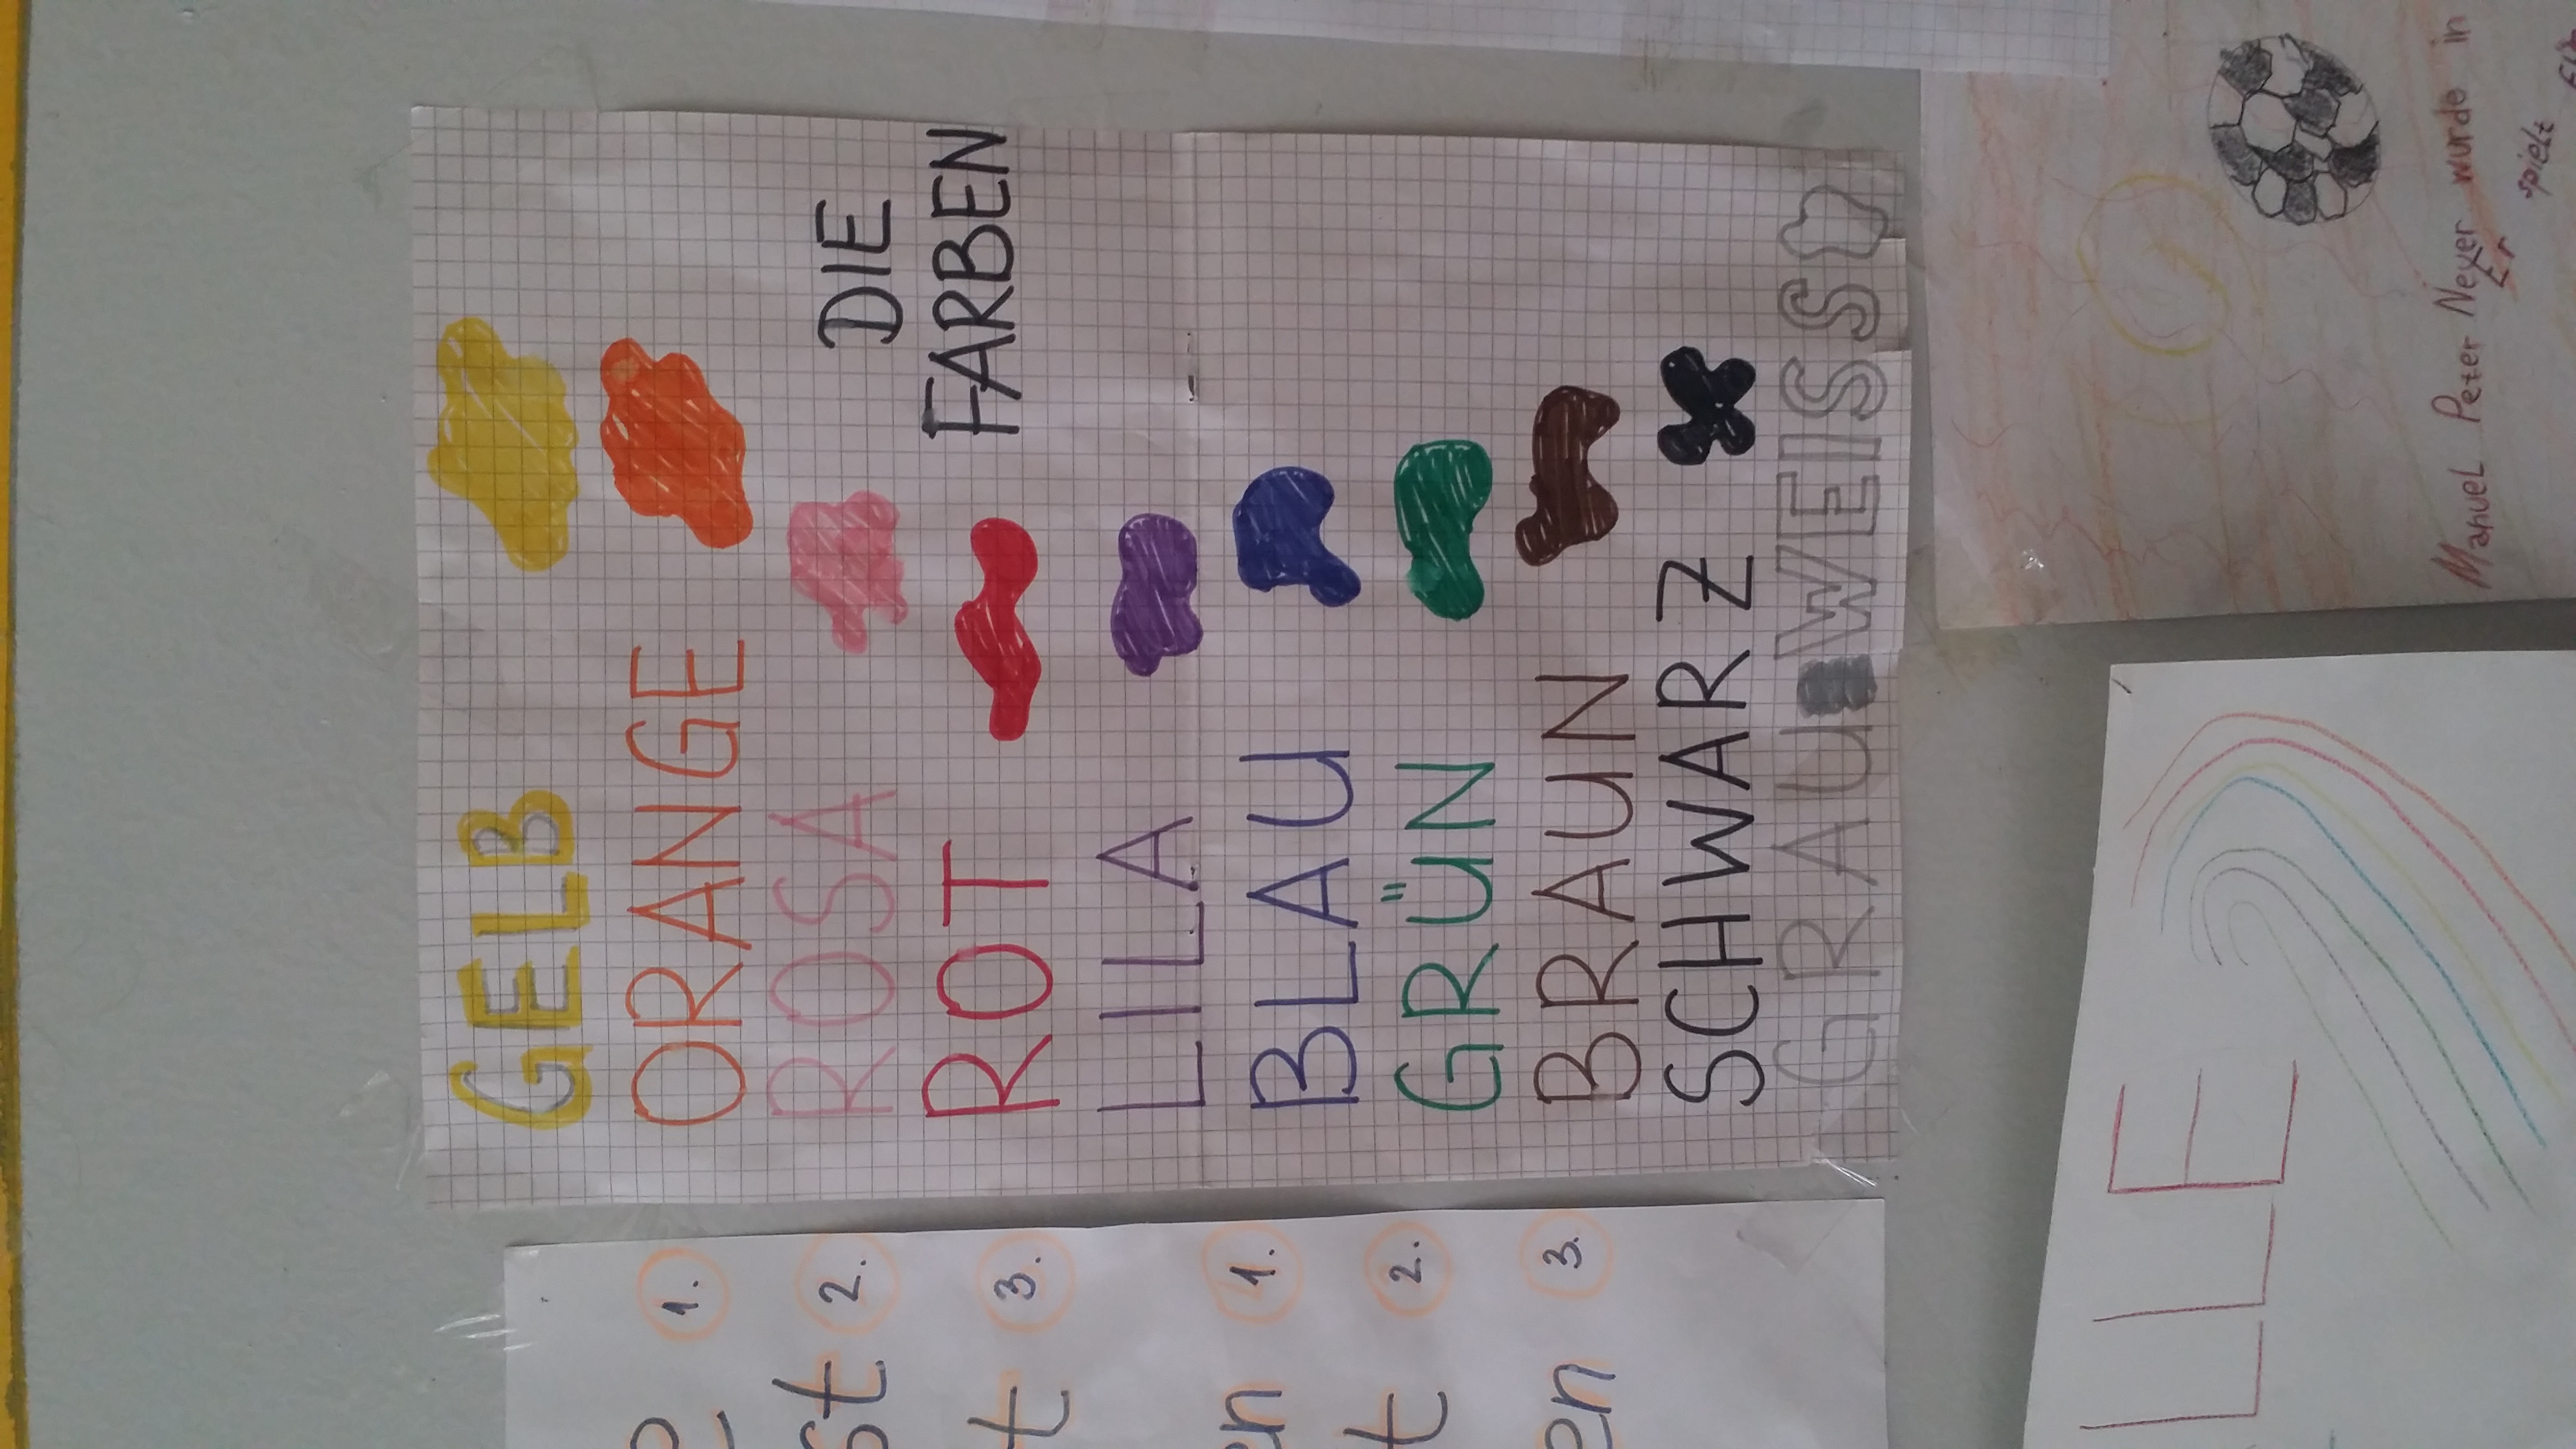 GELB
ORANGE
ROSA
ROT
LILA
BLAU
GRÜN
BRAUN
SCHWARZ
GRAU WEISS
DIE
FARBEN
1.
st 2.
t 3.
en 1.
t 2.
en 3.
LLE
Manuel Peter Neyer wurde in
Er spielt